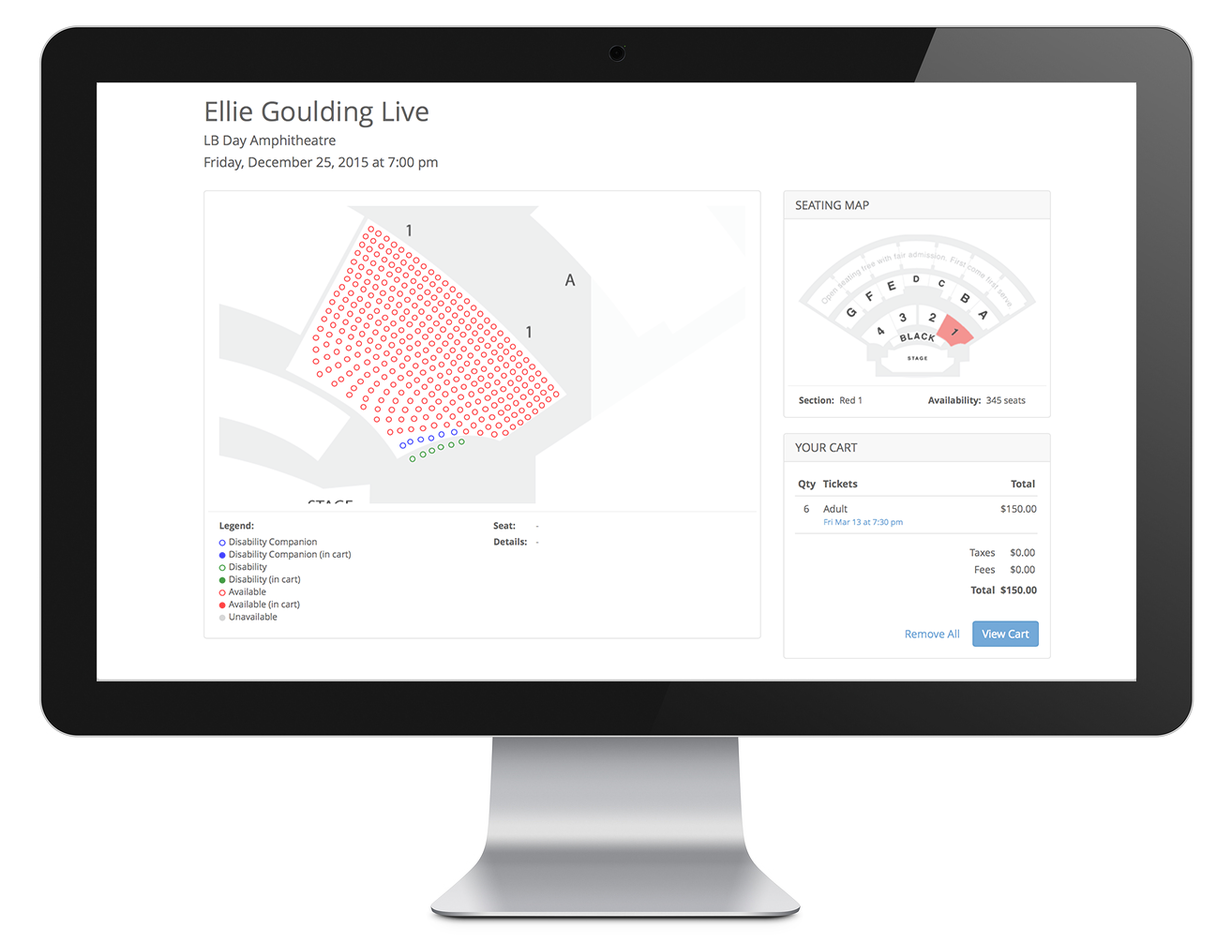 Ellie Goulding Live
LB Day Amphitheatre
Friday, December 25, 2015 at 7:00 pm
1
A
1
STAGE
Legend:
Disability Companion
Disability Companion (in cart)
Disability
Disability (in cart)
Available
Available (in cart)
Unavailable
Seat: -
Details: -
SEATING MAP
Open seating free with fair admission. First come first serve.
G F E D C B A
4 3 2 1
BLACK
STAGE
Section: Red 1 Availability: 345 seats
YOUR CART
Qty Tickets Total
6 Adult $150.00
Fri Mar 13 at 7:30 pm
Taxes $0.00
Fees $0.00
Total $150.00
Remove All View Cart